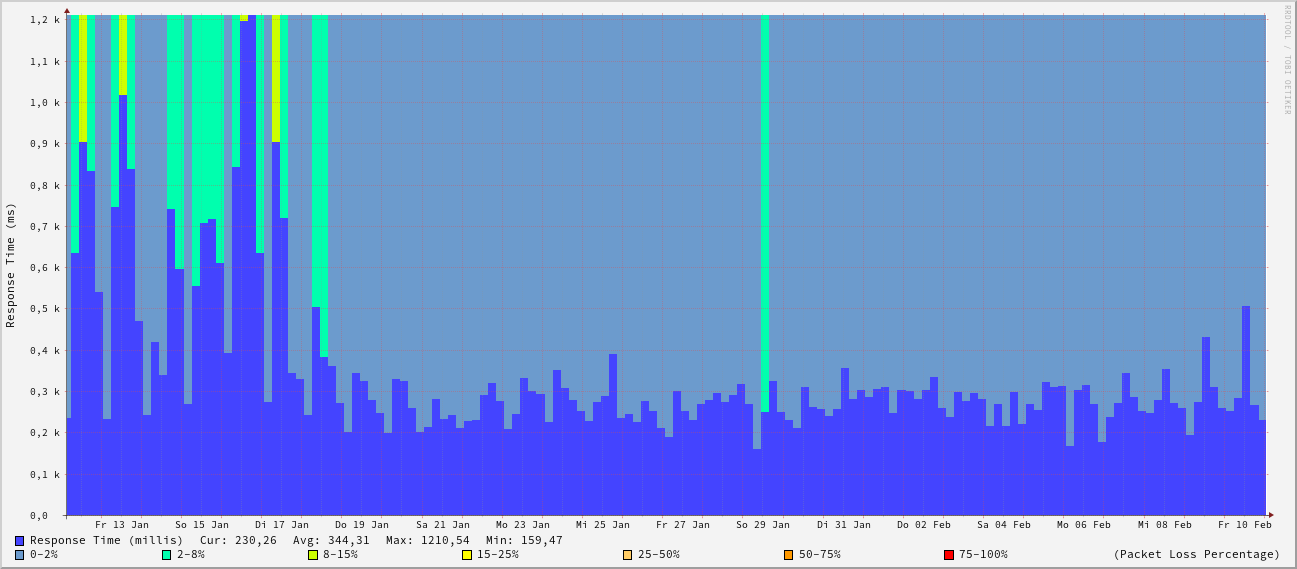 1,2 k
1,1 k
1,0 k
0,9 k
0,8 k
0,7 k
0,6 k
0,5 k
0,4 k
0,3 k
0,2 k
0,1 k
0,0
Response Time (ms)
RRDTOOL / TOBI OETIKER
Fr 13 Jan So 15 Jan Di 17 Jan Do 19 Jan Sa 21 Jan Mo 23 Jan Mi 25 Jan Fr 27 Jan So 29 Jan Di 31 Jan Do 02 Feb Sa 04 Feb Mo 06 Feb Mi 08 Feb Fr 10 Feb
Response Time (millis) Cur: 230,26 Avg: 344,31 Max: 1210,54 Min: 159,47
0-2% 2-8% 8-15% 15-25% 25-50% 50-75% 75-100% (Packet Loss Percentage)